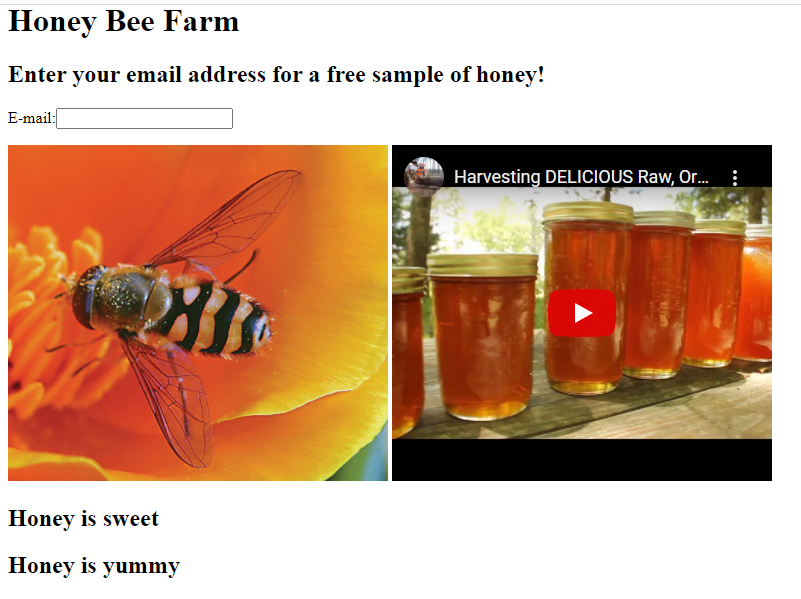 Honey Bee Farm
Enter your email address for a free sample of honey!
E-mail:
Harvesting DELICIOUS Raw, Or...
Honey is sweet
Honey is yummy